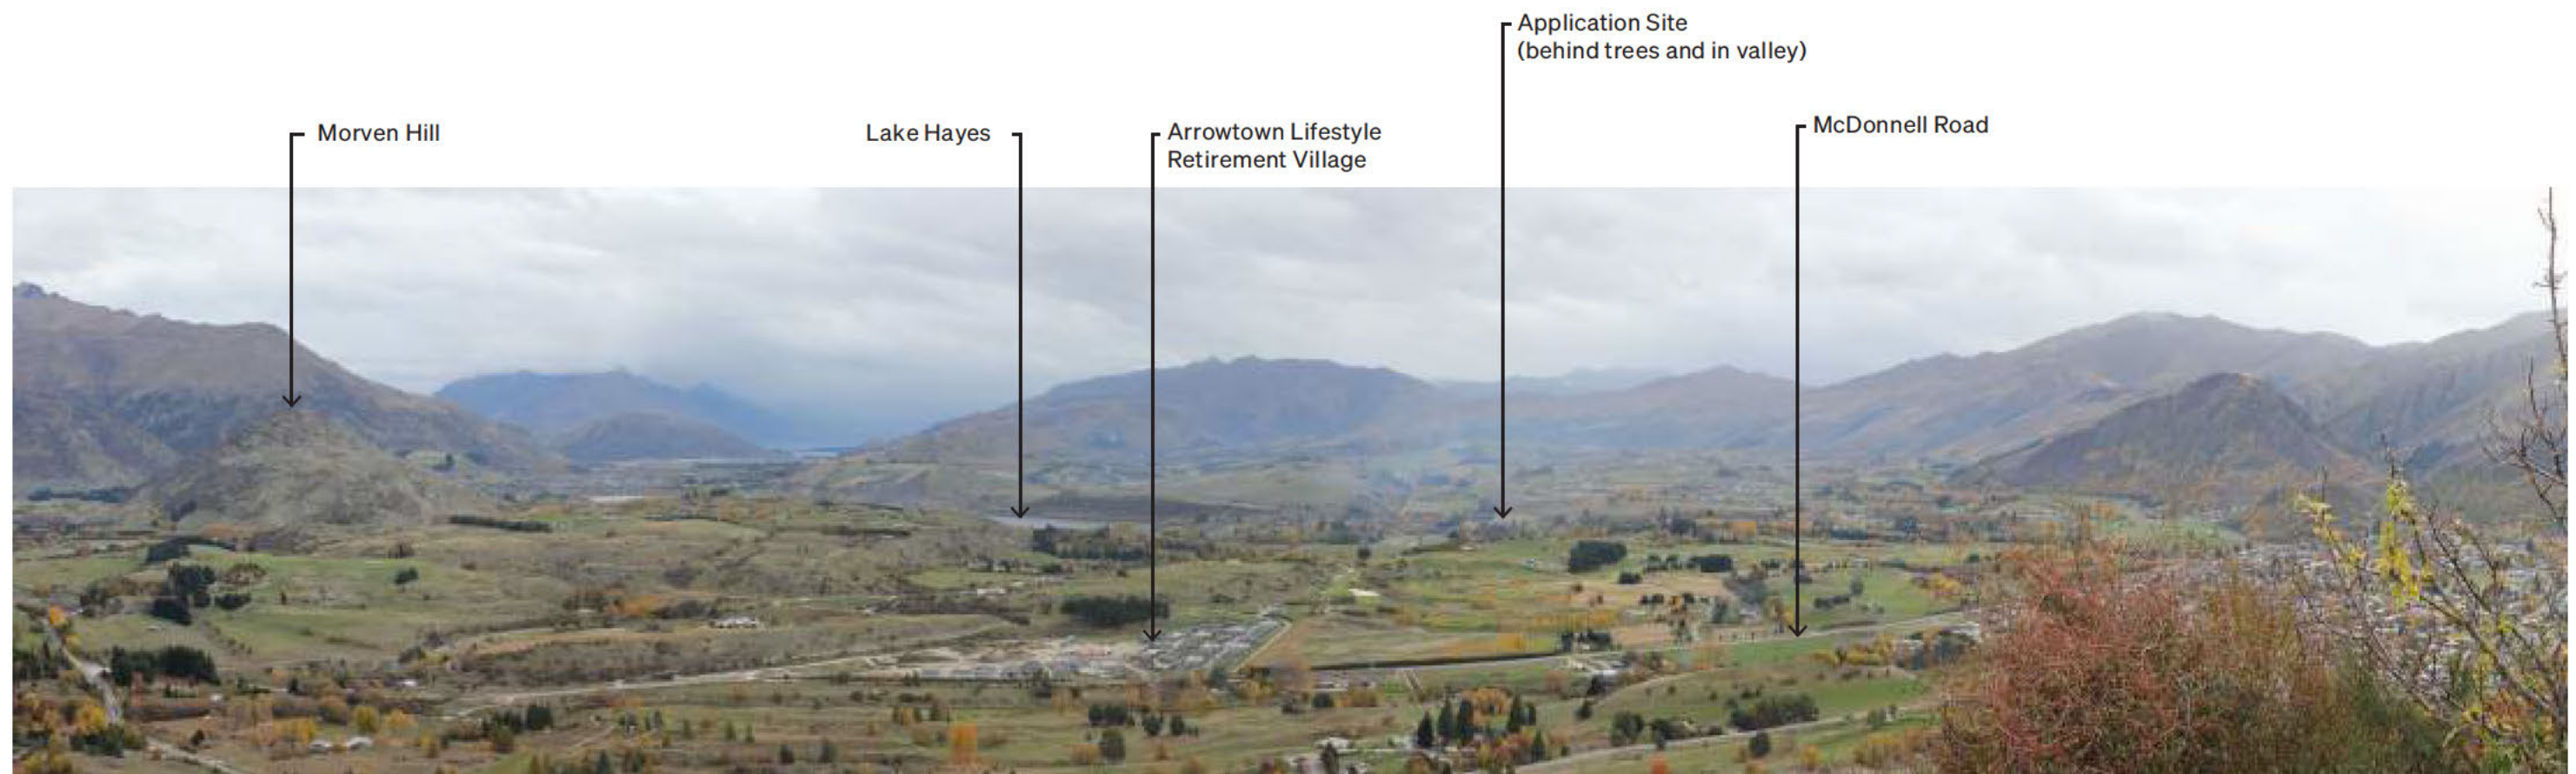 Application Site
(behind trees and in valley)
Morven Hill
Lake Hayes
Arrowtown Lifestyle
Retirement Village
McDonnell Road